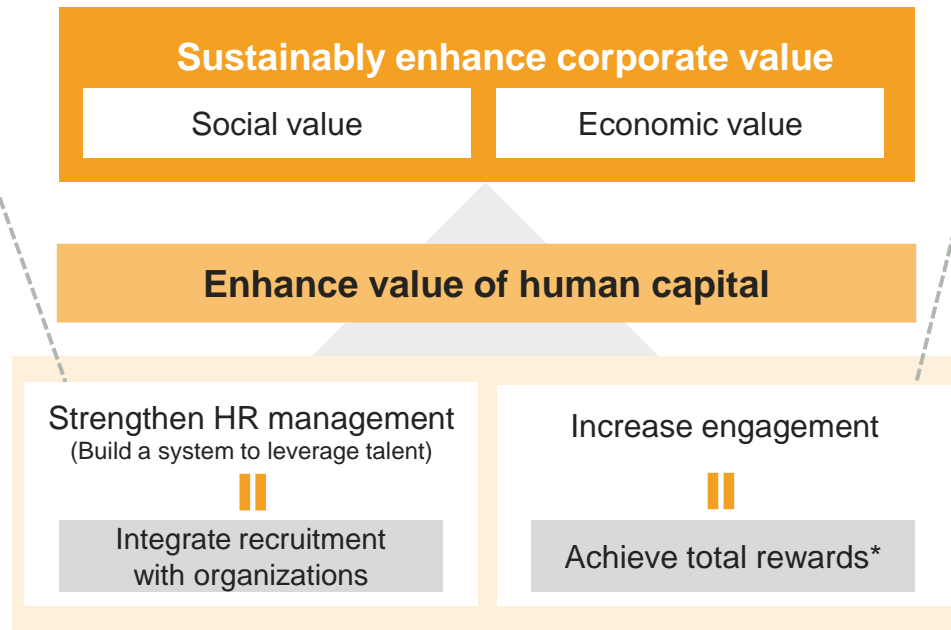 Sustainably enhance corporate value
Social value
Economic value
Enhance value of human capital
Strengthen HR management
(Build a system to leverage talent)
Integrate recruitment
with organizations
Increase engagement
Achieve total rewards*